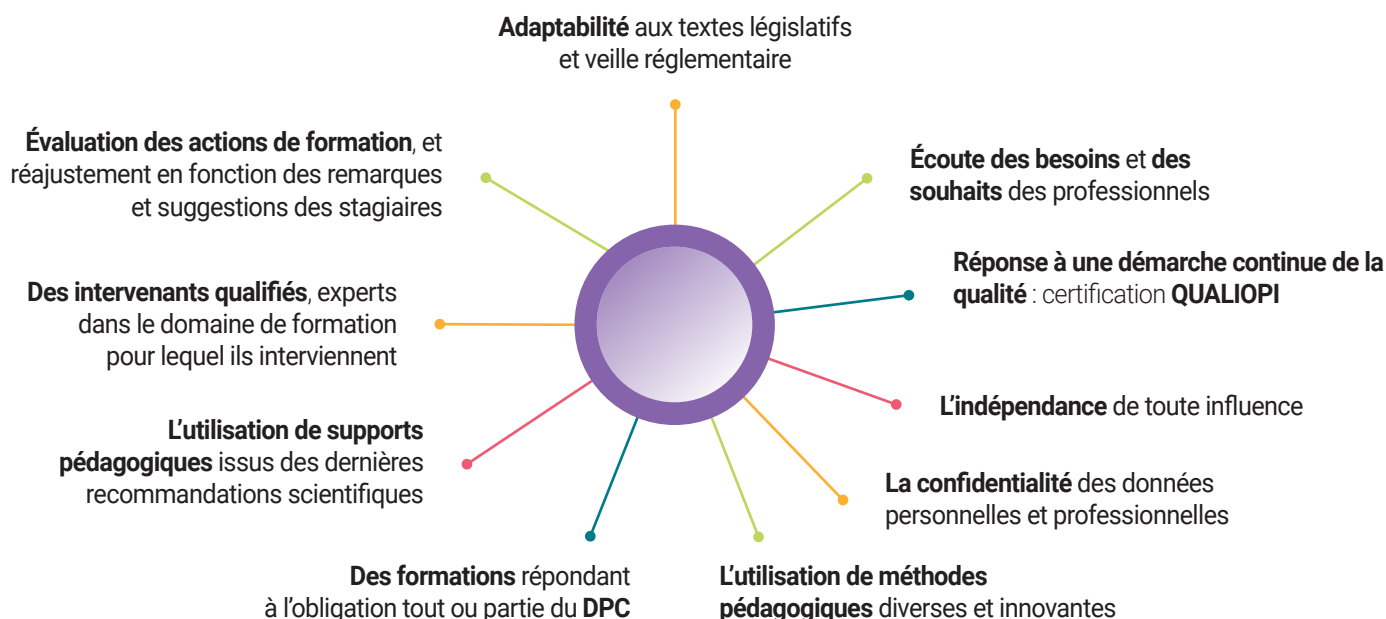 Adaptabilité aux textes législatifs
et veille réglementaire
Écoute des besoins et des
souhaits des professionnels
Réponse à une démarche continue de la
qualité : certification QUALIOPI
L'indépendance de toute influence
La confidentialité des données
personnelles et professionnelles
L'utilisation de méthodes
pédagogiques diverses et innovantes
Des formations répondant
à l'obligation tout ou partie du DPC
L'utilisation de supports
pédagogiques issus des dernières
recommandations scientifiques
Des intervenants qualifiés, experts
dans le domaine de formation
pour lequel ils interviennent
Évaluation des actions de formation, et
réajustement en fonction des remarques
et suggestions des stagiaires